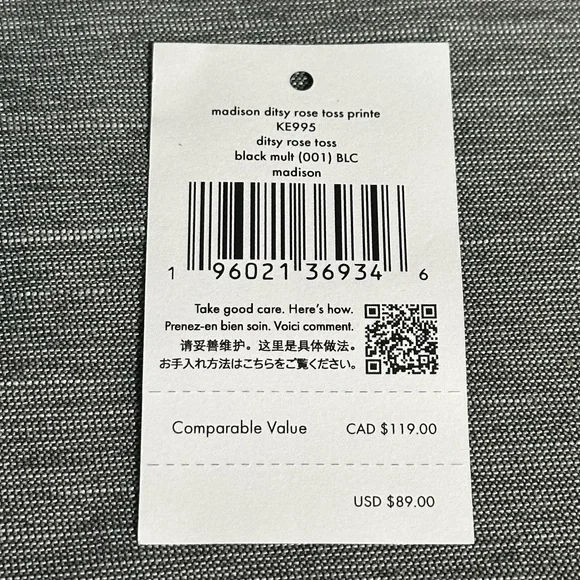 madison ditsy rose toss printe
KE995
ditsy rose toss
black mult (001) BLC
madison
1 96021 36934 6
Take good care. Here's how.
Prenez-en bien soin. Voici comment.
请妥善维护。这里是具体做法。
お手入れ方法はこちらをご覧ください。
Comparable Value CAD $119.00
USD $89.00